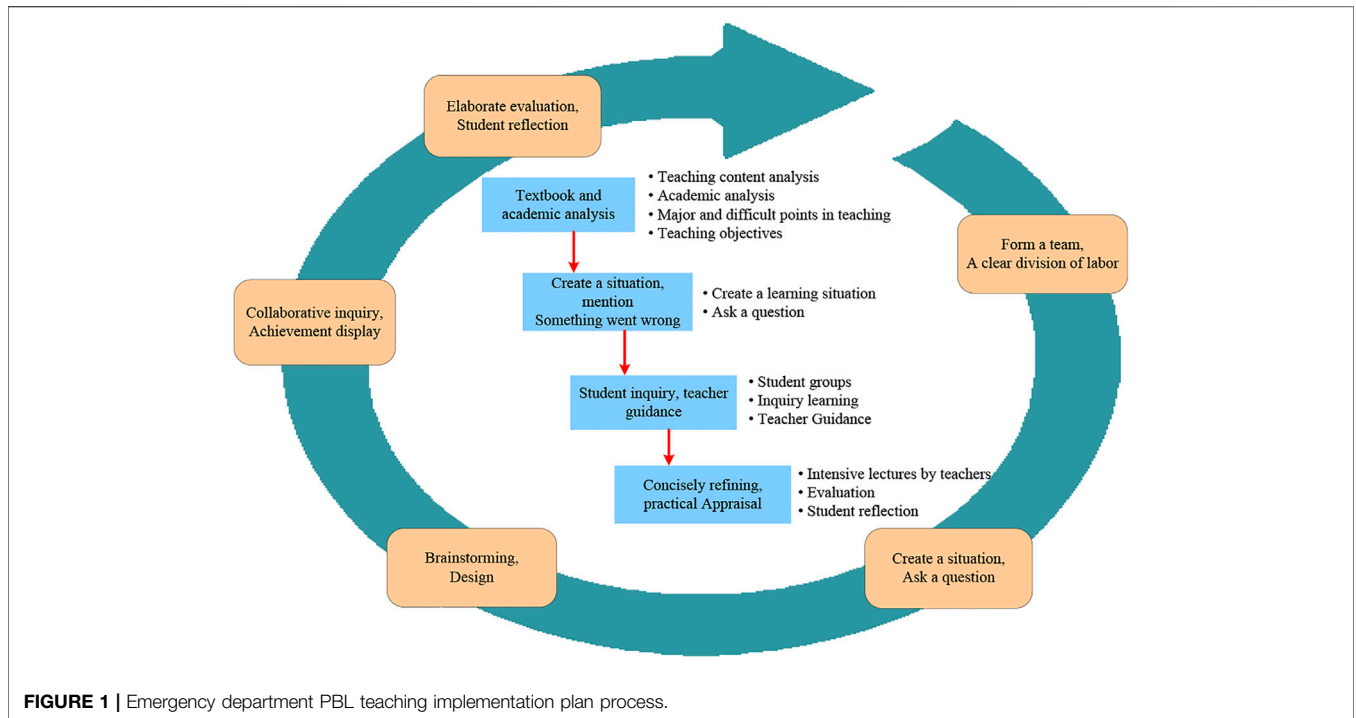 Elaborate evaluation,
Student reflection
Textbook and
academic analysis
• Teaching content analysis
• Academic analysis
• Major and difficult points in teaching
• Teaching objectives
Form a team,
A clear division of labor
Create a situation,
mention
Something went wrong
• Create a learning situation
• Ask a question
Collaborative inquiry,
Achievement display
Student inquiry, teacher
guidance
• Student groups
• Inquiry learning
• Teacher Guidance
Concisely refining,
practical Appraisal
• Intensive lectures by teachers
• Evaluation
• Student reflection
Brainstorming,
Design
Create a situation,
Ask a question
FIGURE 1 | Emergency department PBL teaching implementation plan process.